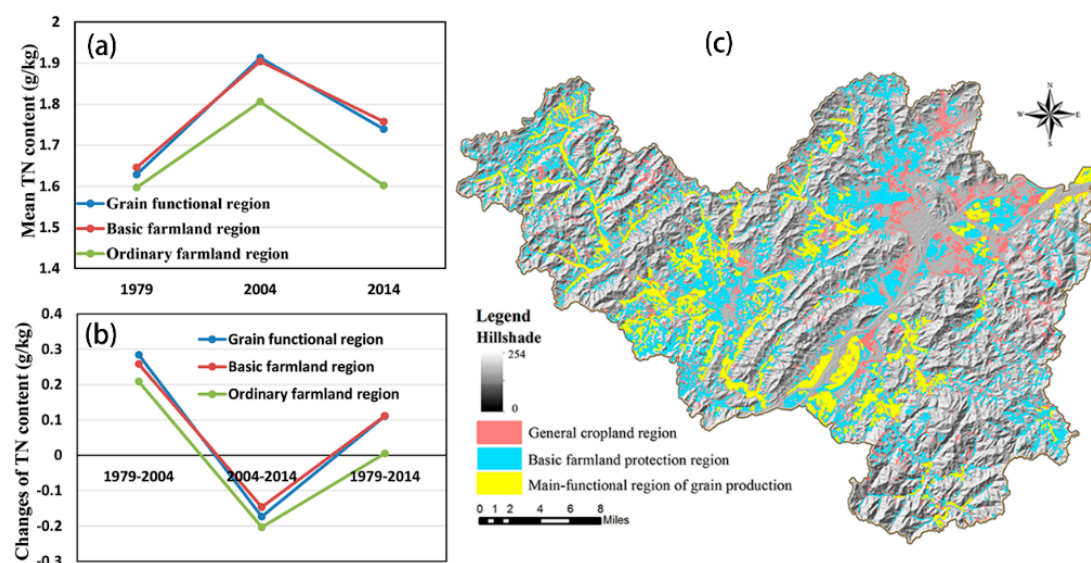 (a)
Mean TN content (g/kg)
2
1.9
1.8
1.7
1.6
1.5
1.4
Grain functional region
Basic farmland region
Ordinary farmland region
1979 2004 2014
(b)
Changes of TN content (g/kg)
0.4
0.3
0.2
0.1
0
-0.1
-0.2
-0.3
Grain functional region
Basic farmland region
Ordinary farmland region
1979-2004 2004-2014 1979-2014
(c)
N
W E
S
Legend
Hillshade
254
0
General cropland region
Basic farmland protection region
Main-functional region of grain production
0 1 2 4 6 8
Miles